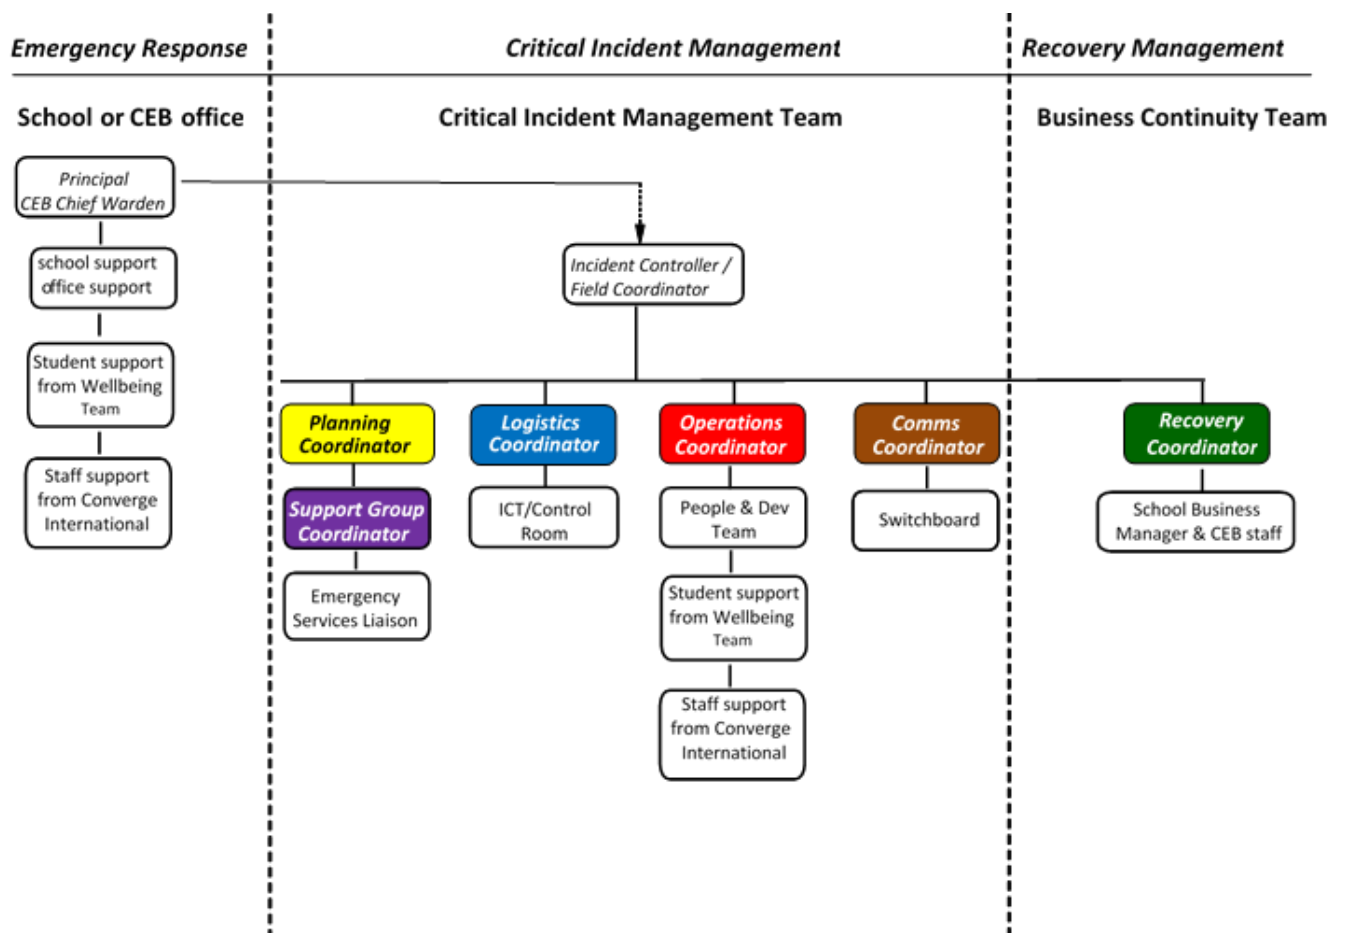 Emergency Response
Critical Incident Management
Recovery Management
School or CEB office
Critical Incident Management Team
Business Continuity Team
Principal
CEB Chief Warden
school support
office support
Student support
from Wellbeing
Team
Staff support
from Converge
International
Incident Controller /
Field Coordinator
Planning
Coordinator
Support Group
Coordinator
Emergency
Services Liaison
Logistics
Coordinator
ICT/Control
Room
Operations
Coordinator
People & Dev
Team
Student support
from Wellbeing
Team
Staff support
from Converge
International
Comms
Coordinator
Switchboard
Recovery
Coordinator
School Business
Manager & CEB staff